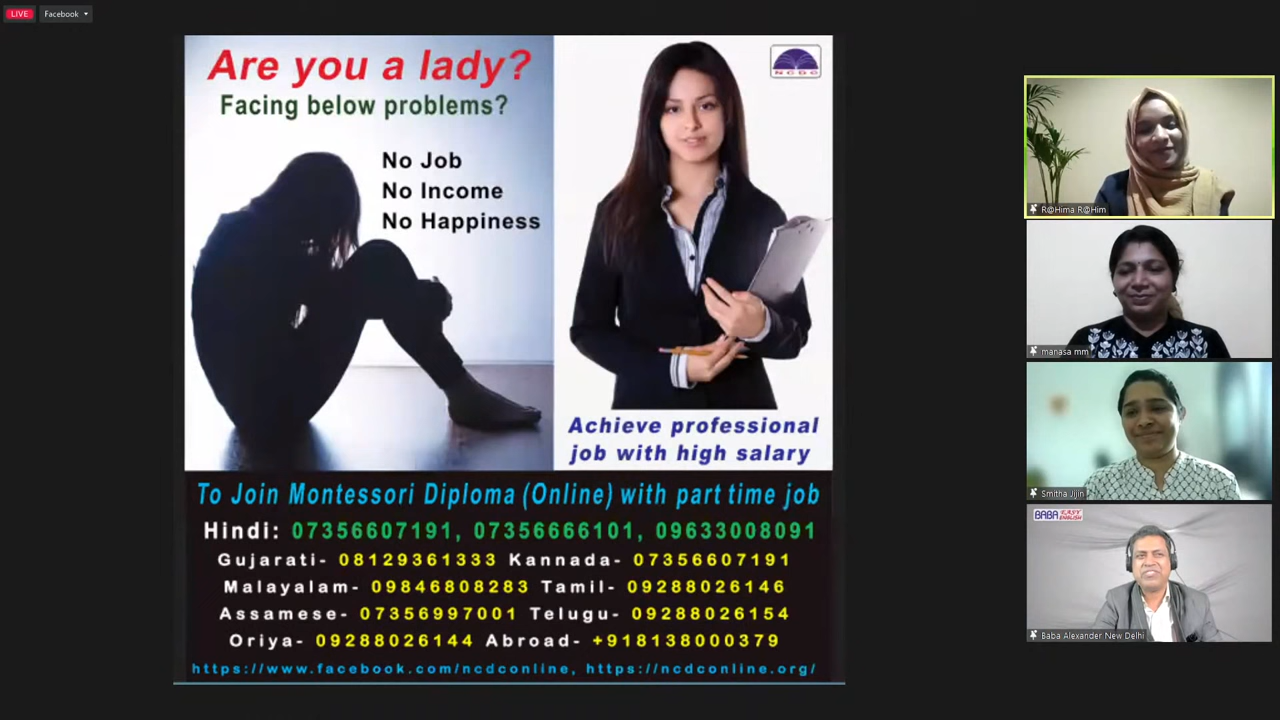 LIVE
Facebook
Are you a lady?
Facing below problems?
No Job
No Income
No Happiness
NCDC
Achieve professional
job with high salary
To Join Montessori Diploma (Online) with part time job
Hindi: 07356607191, 07356666101, 09633008091
Gujarati- 08129361333 Kannada- 07356607191
Malayalam- 09846808283 Tamil- 09288026146
Assamese- 07356997001 Telugu- 09288026154
Oriya- 09288026144 Abroad- +918138000379
https://www.facebook.com/ncdconline, https://ncdconline.org/
R@Hima R@Him
manasa mm
Smitha Jijin
BABA EASY
ENGLISH
Baba Alexander New Delhi